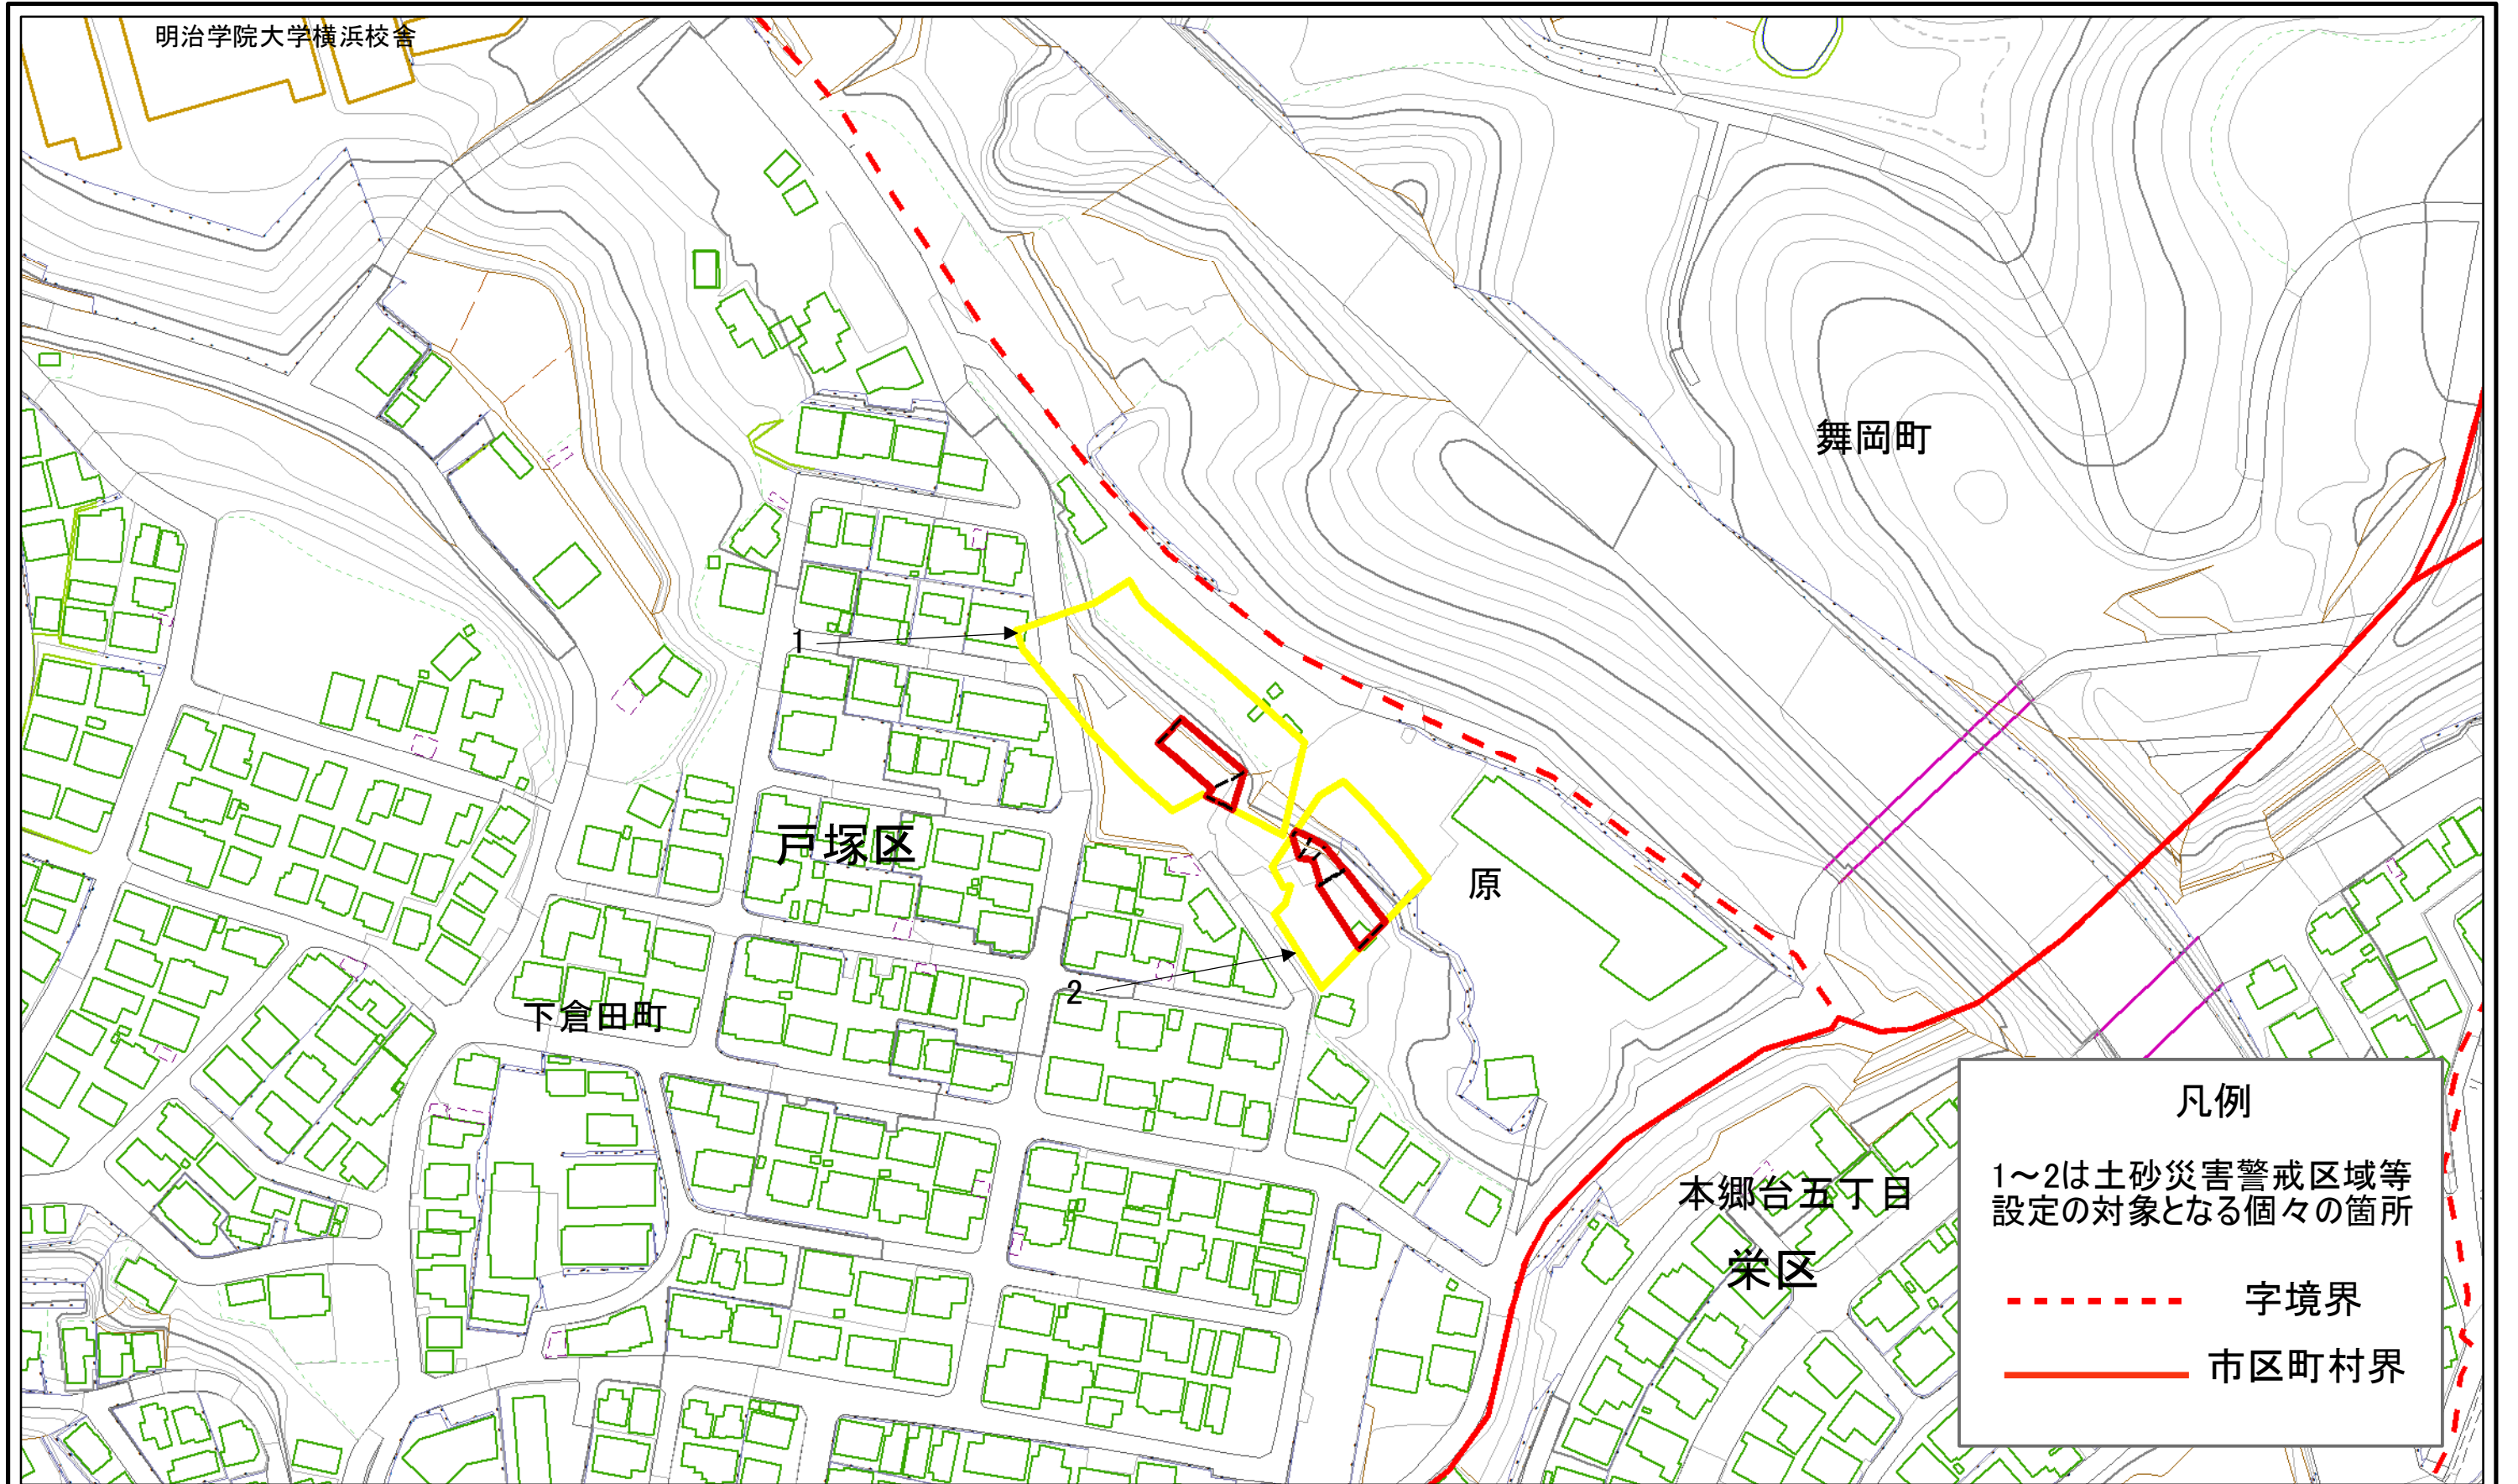 明治学院大学横浜校舎
舞岡町
1
戸塚区
原
2
下倉田町
本郷台五丁目
栄区
凡例
1~2は土砂災害警戒区域等
設定の対象となる個々の箇所
字境界
市区町村界